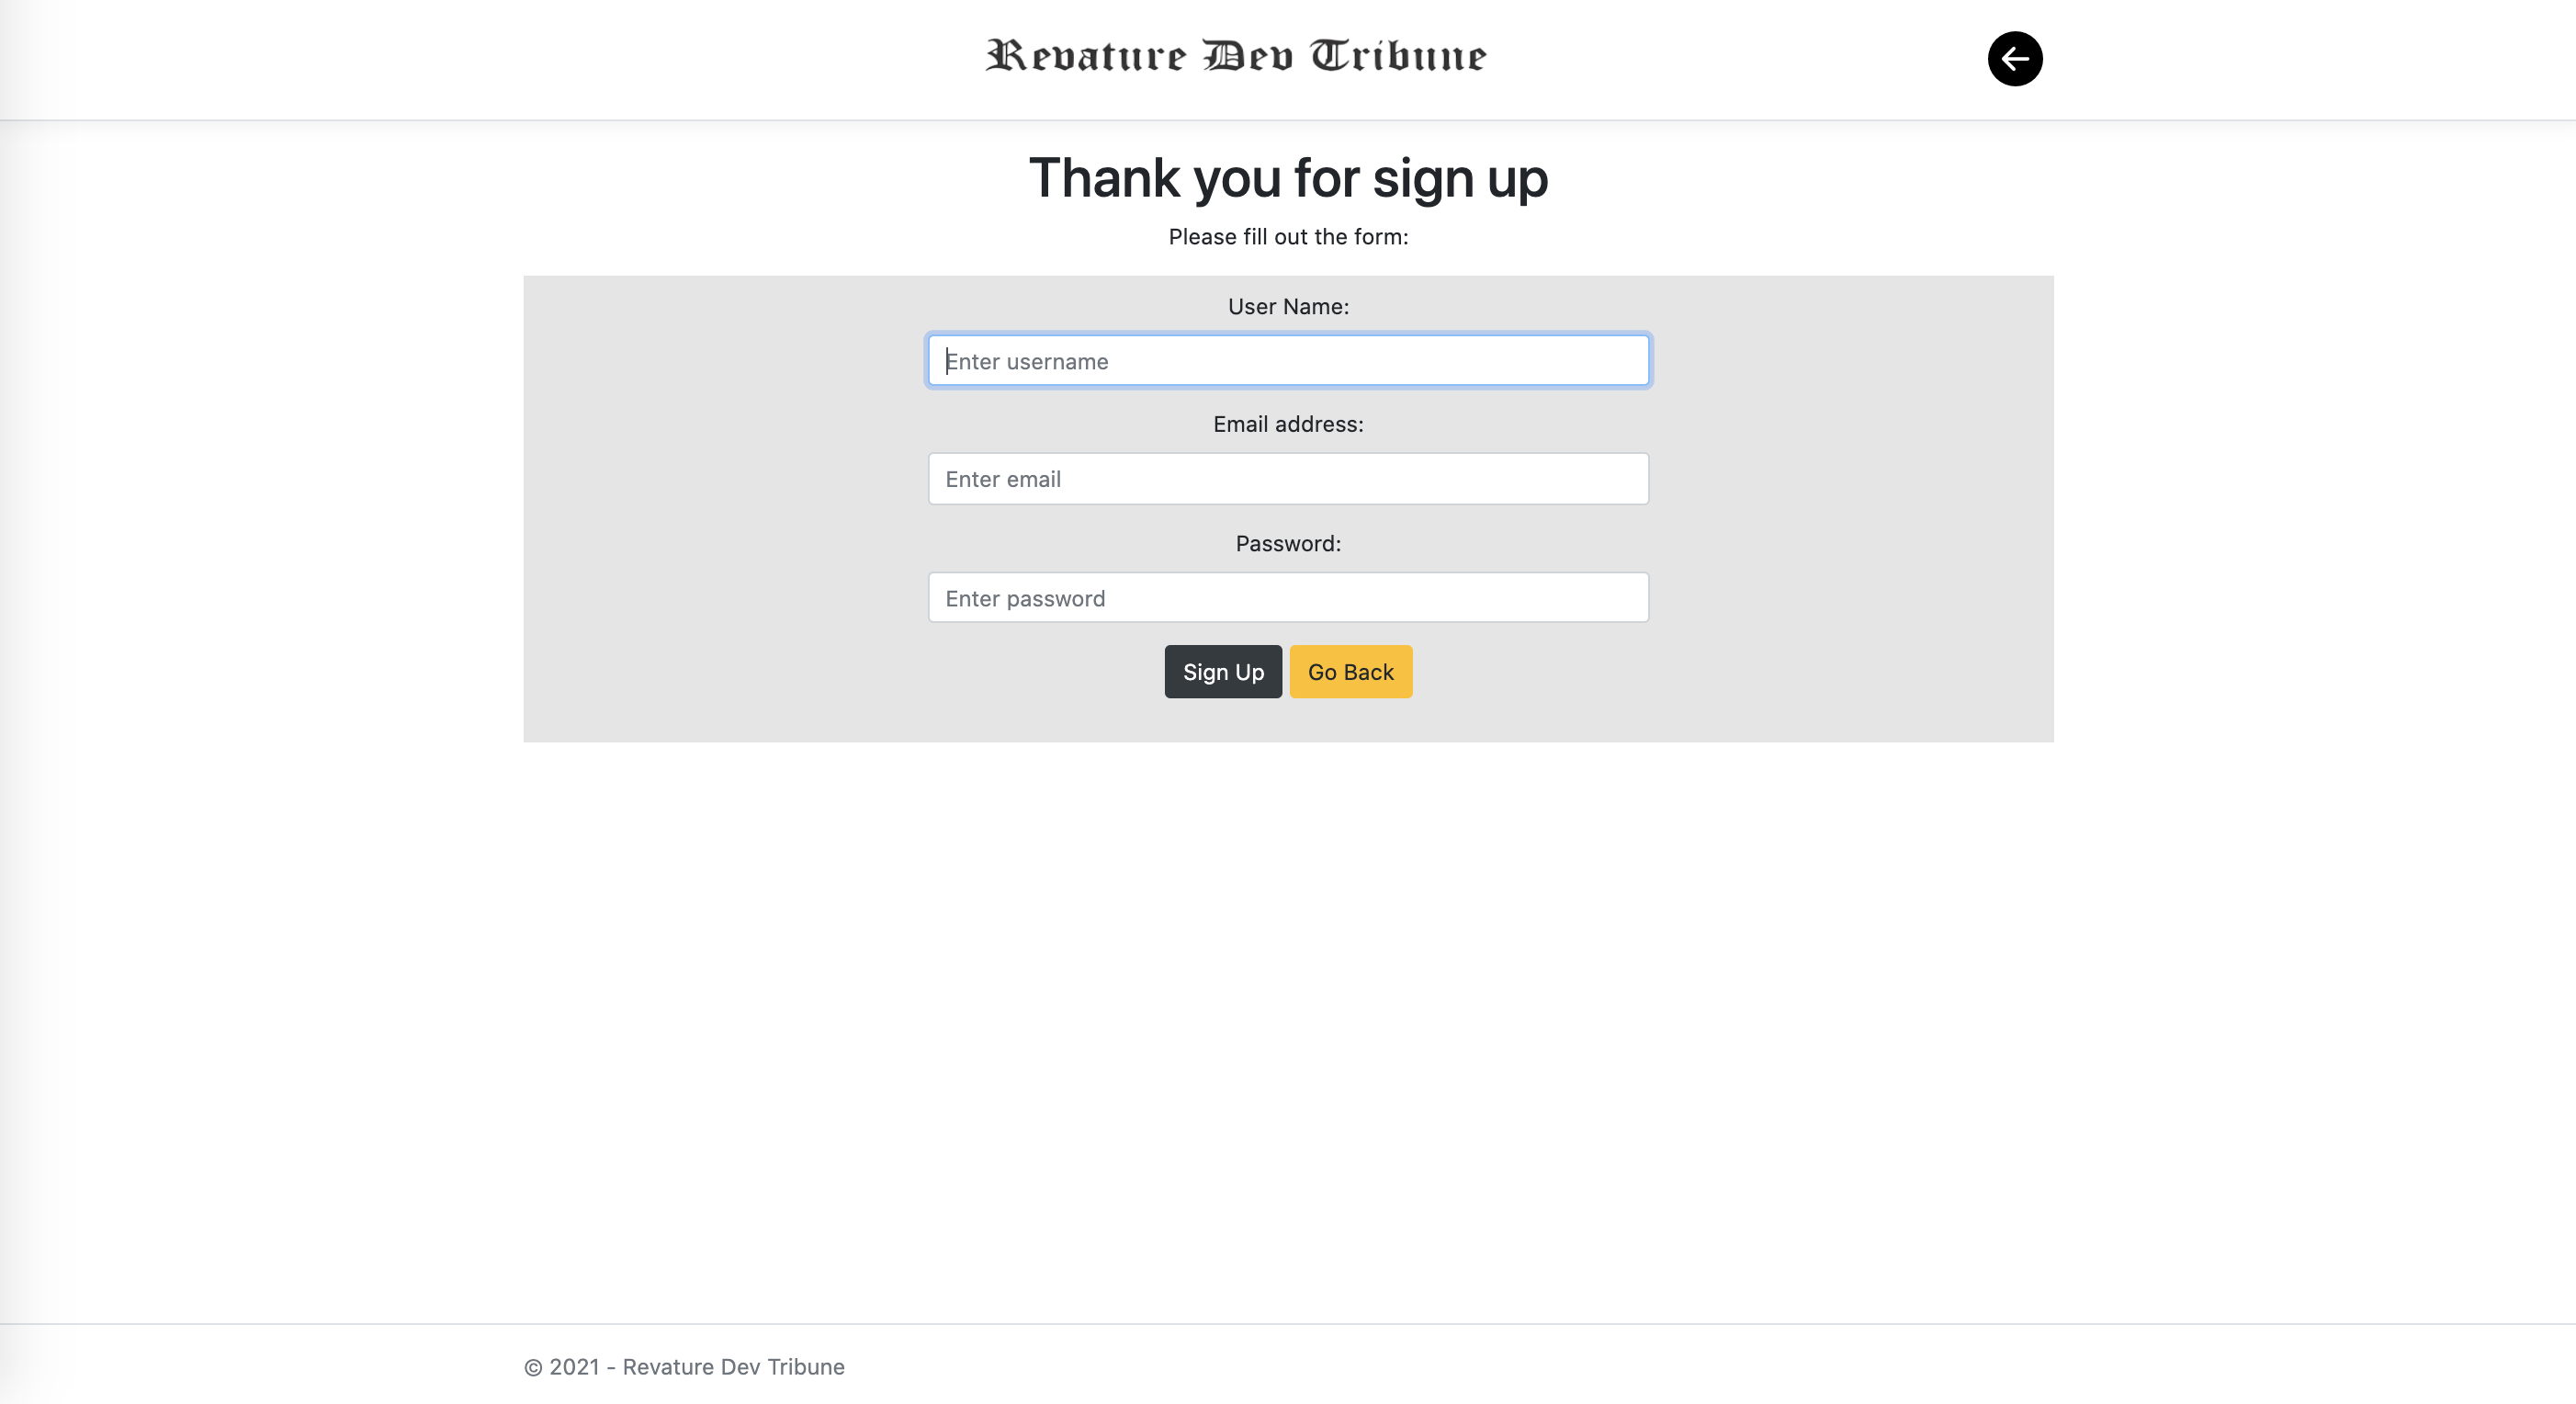 Revature Dev Tribune
Thank you for sign up
Please fill out the form:
User Name:
Enter username
Email address:
Enter email
Password:
Enter password
Sign Up Go Back
© 2021 - Revature Dev Tribune